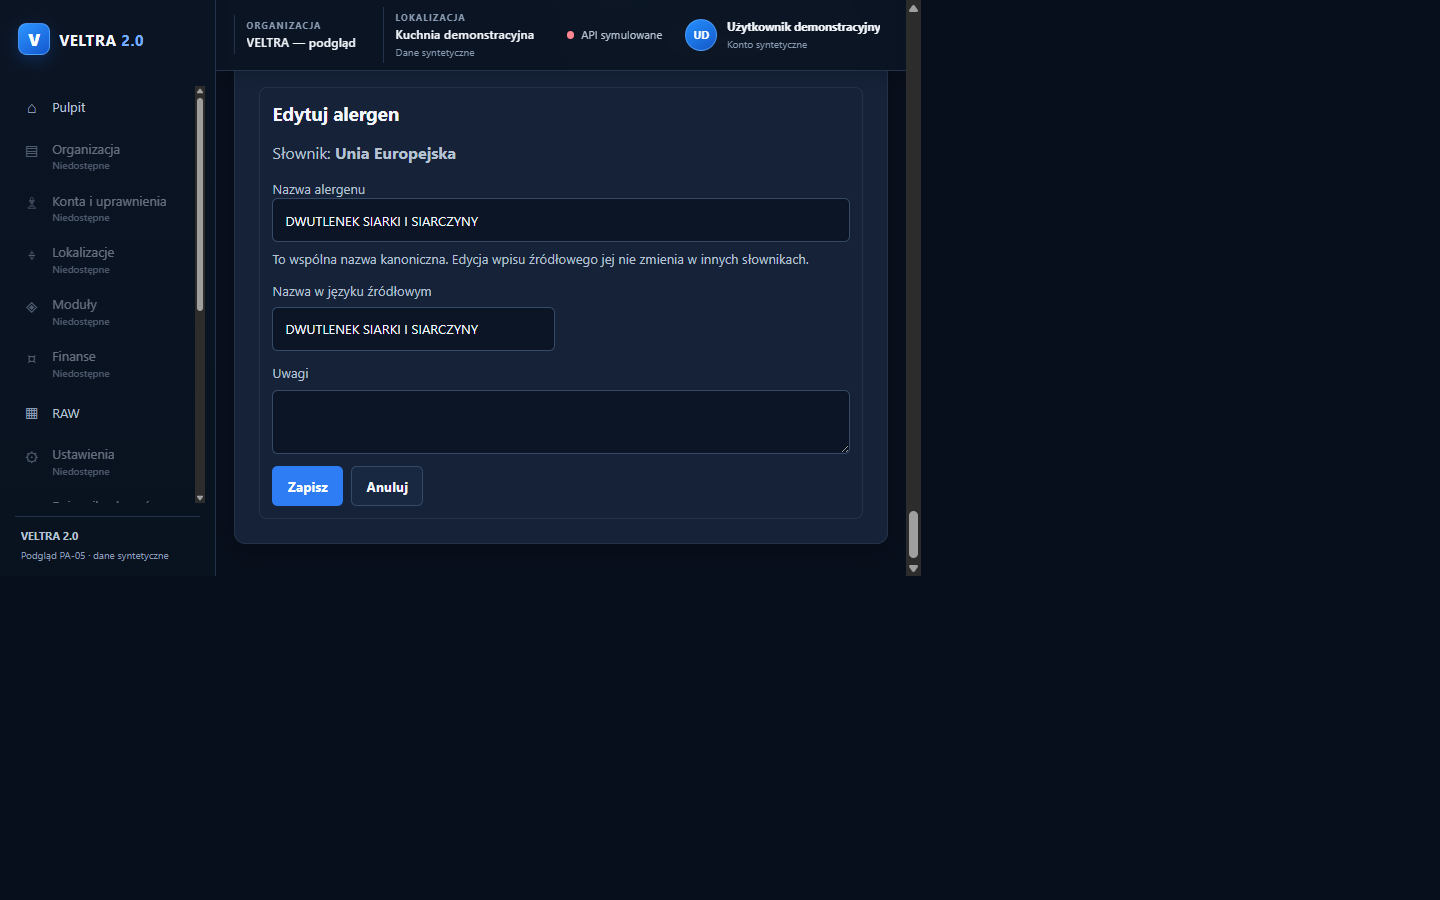 V VELTRA 2.0
ORGANIZACJA
VELTRA — podgląd
LOKALIZACJA
Kuchnia demonstracyjna
Dane syntetyczne
API symulowane
UD
Użytkownik demonstracyjny
Konto syntetyczne
Pulpit
Organizacja
Niedostępne
Konta i uprawnienia
Niedostępne
Lokalizacje
Niedostępne
Moduły
Niedostępne
Finanse
Niedostępne
RAW
Ustawienia
Niedostępne
VELTRA 2.0
Podgląd PA-05 · dane syntetyczne
Edytuj alergen
Słownik: Unia Europejska
Nazwa alergenu
DWUTLENEK SIARKI I SIARCZYNY
To wspólna nazwa kanoniczna. Edycja wpisu źródłowego jej nie zmienia w innych słownikach.
Nazwa w języku źródłowym
DWUTLENEK SIARKI I SIARCZYNY
Uwagi
Zapisz
Anuluj